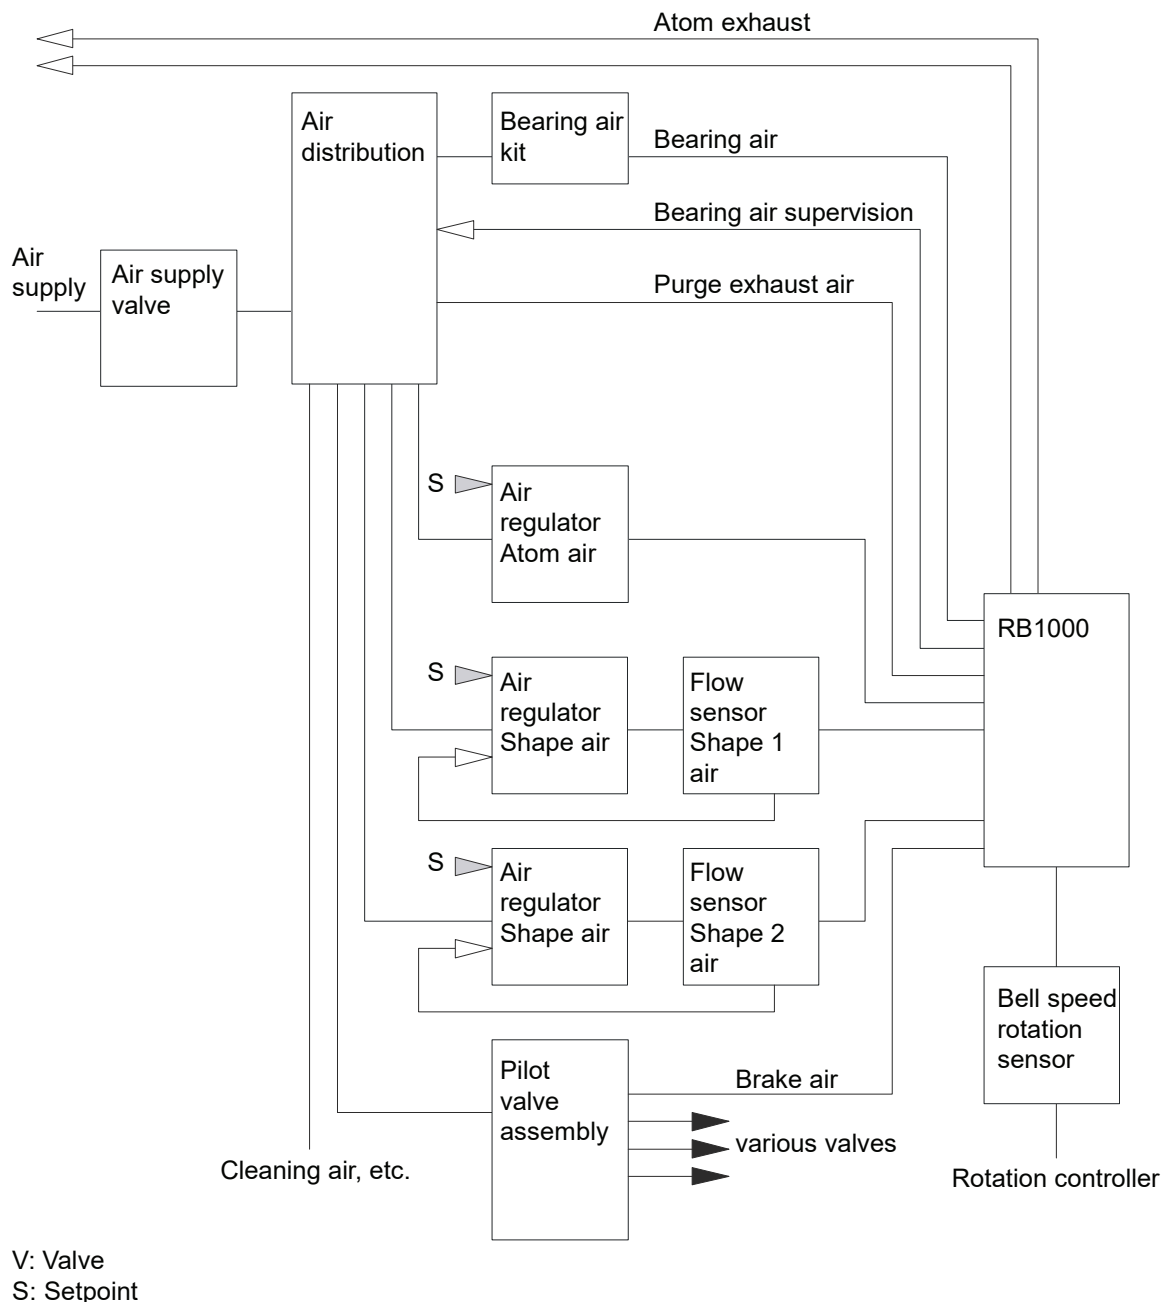 Atom exhaust
Air
distribution
Bearing air
kit
Bearing air
Bearing air supervision
Air
supply
Air supply
valve
Purge exhaust air
S
Air
regulator
Atom air
RB1000
S
Air
regulator
Shape air
Flow
sensor
Shape 1
air
S
Air
regulator
Shape air
Flow
sensor
Shape 2
air
Bell speed
rotation
sensor
Pilot
valve
assembly
Brake air
various valves
Cleaning air, etc.
Rotation controller
V: Valve
S: Setpoint